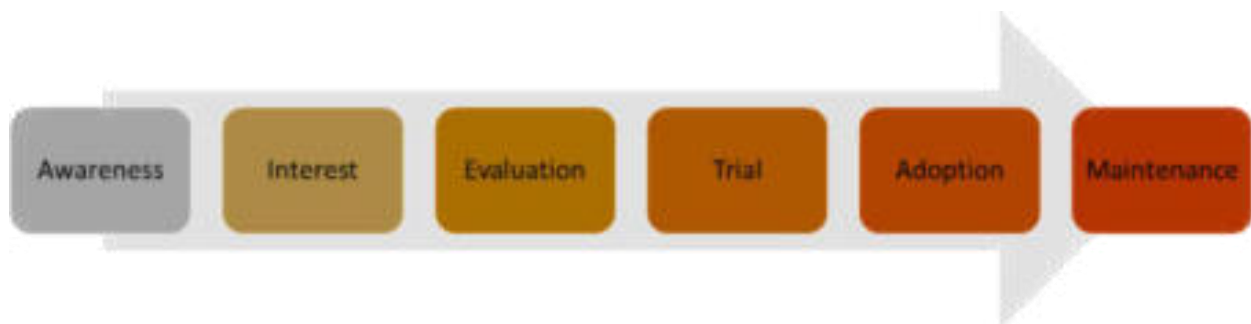 Awareness
Interest
Evaluation
Trial
Adoption
Maintenance